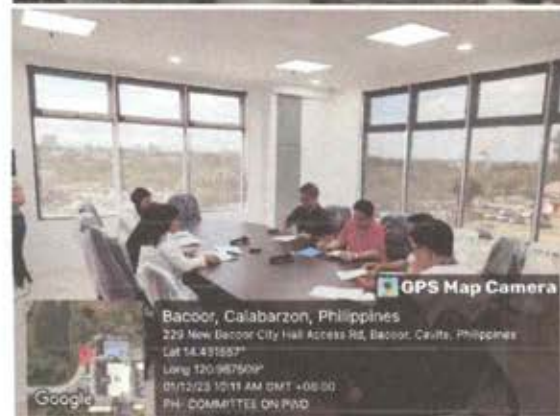 GPS Map Camera
Bacoor, Calabarzon, Philippines
229 New Bacoor City Hall Access Rd, Bacoor, Cavite, Philippines
Lat 14.431557°
Long 120.967509°
01/12/23 10:11 AM GMT +08:00
PH- COMMITTEE ON PWD
Google